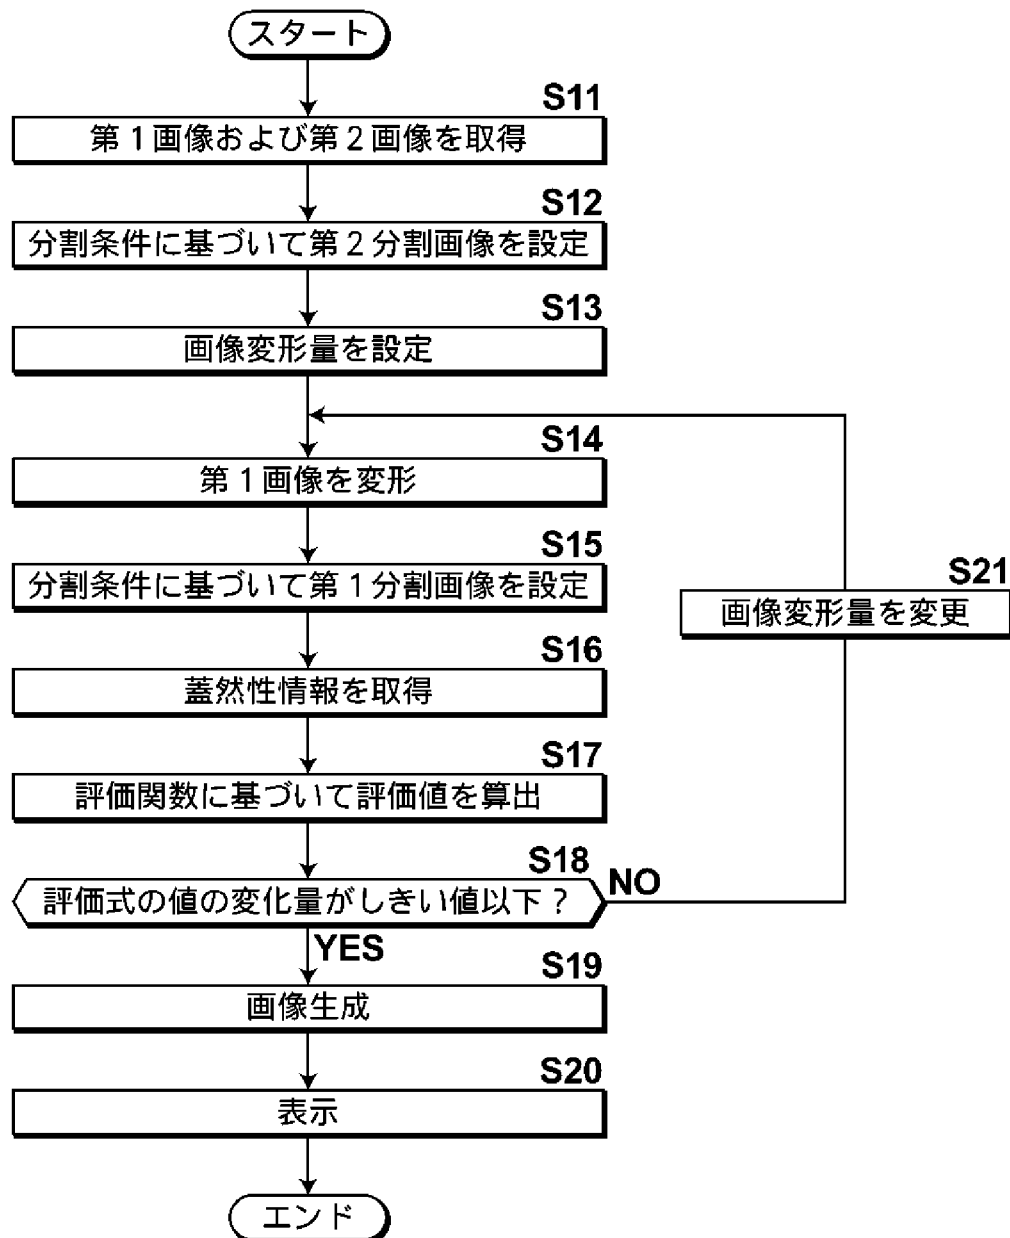 スタート
S11
第1画像および第2画像を取得
S12
分割条件に基づいて第2分割画像を設定
S13
画像変形量を設定
S14
第1画像を変形
S15
分割条件に基づいて第1分割画像を設定
S21
画像変形量を変更
S16
蓋然性情報を取得
S17
評価関数に基づいて評価値を算出
S18
評価式の値の変化量がしきい値以下?
NO
YES
S19
画像生成
S20
表示
エンド